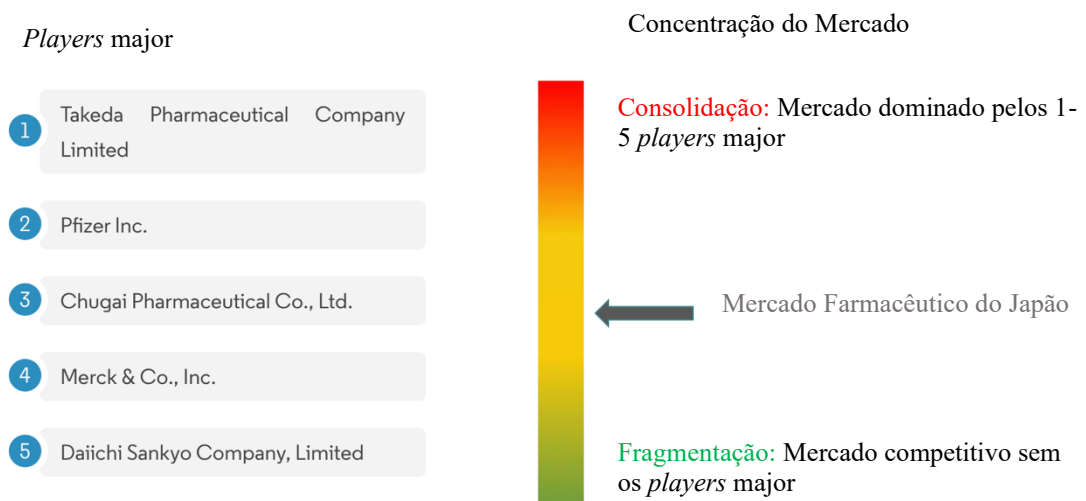 Players major
1
Takeda Pharmaceutical Company
Limited
2
Pfizer Inc.
3
Chugai Pharmaceutical Co., Ltd.
4
Merck & Co., Inc.
5
Daiichi Sankyo Company, Limited
Concentração do Mercado
Consolidação: Mercado dominado pelos 1-
5 players major
Mercado Farmacêutico do Japão
Fragmentação: Mercado competitivo sem
os players major